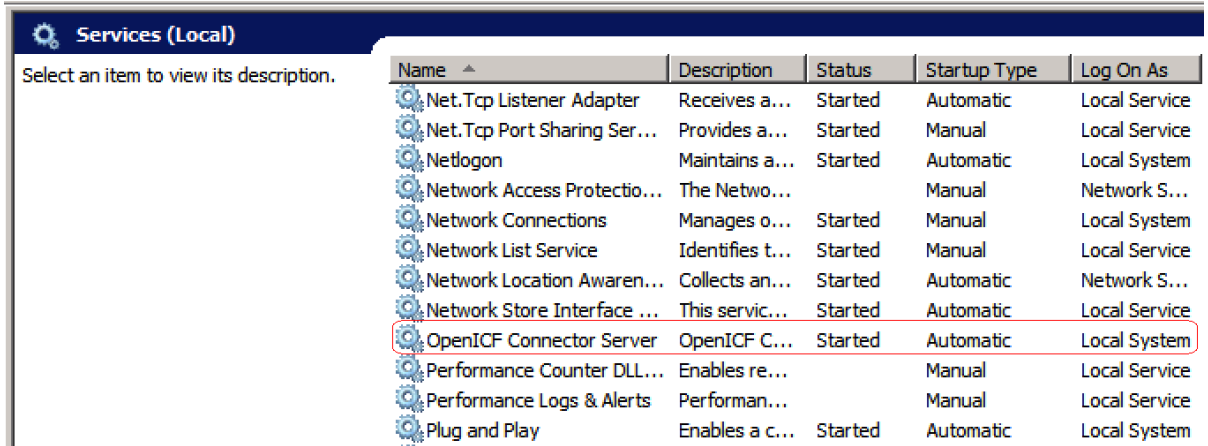 Services (Local)
Select an item to view its description.
Name Description Status Startup Type Log On As
Net.Tcp Listener Adapter Receives a... Started Automatic Local Service
Net.Tcp Port Sharing Ser... Provides a... Started Manual Local Service
Netlogon Maintains a... Started Automatic Local System
Network Access Protectio... The Netwo... Manual Network S...
Network Connections Manages o... Started Manual Local System
Network List Service Identifies t... Started Manual Local Service
Network Location Awaren... Collects an... Started Automatic Network S...
Network Store Interface ... This servic... Started Automatic Local Service
OpenICF Connector Server OpenICF C... Started Automatic Local System
Performance Counter DLL... Enables re... Manual Local Service
Performance Logs & Alerts Performan... Manual Local Service
Plug and Play Enables a c... Started Automatic Local System